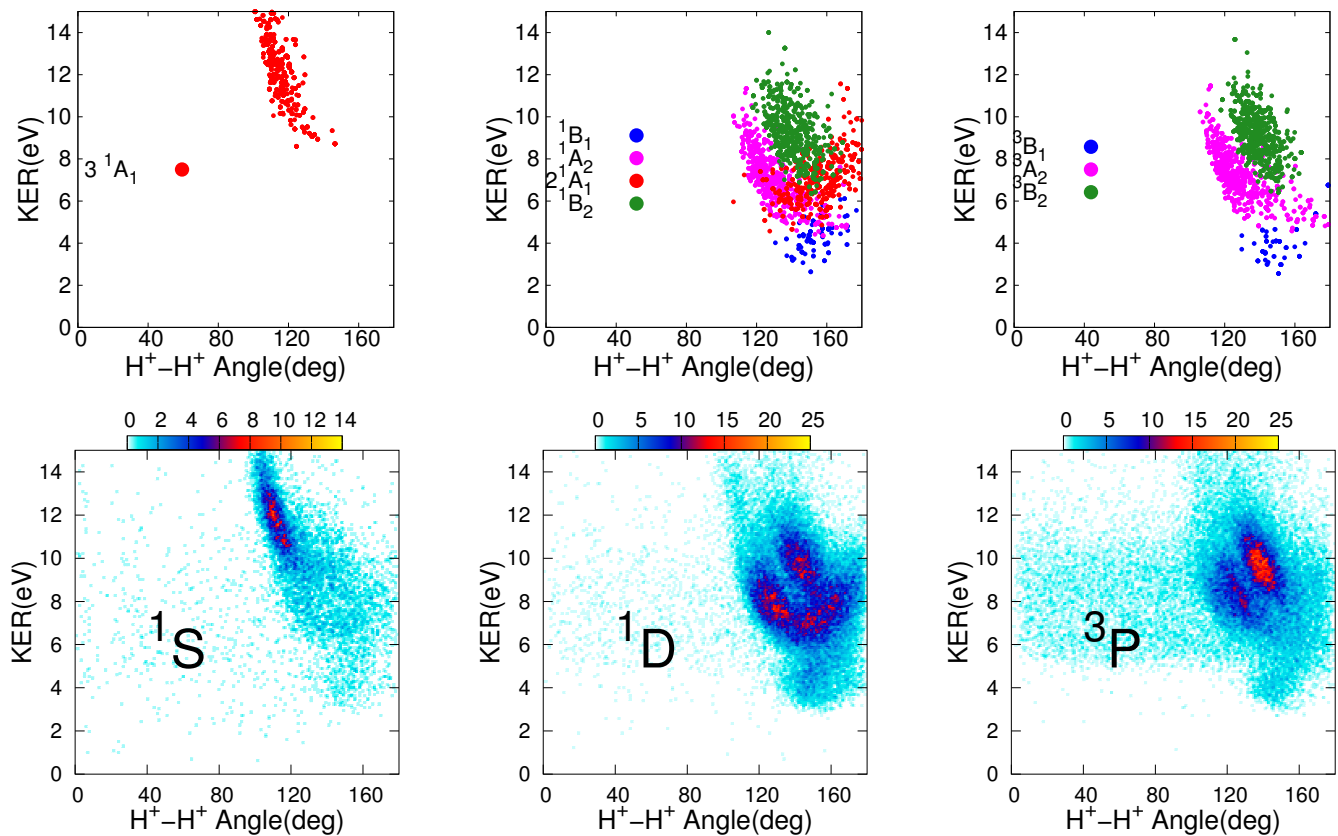 14
12
10
8
6
4
2
0
KER(eV)
3 ¹A₁
0 40 80 120 160
H⁺–H⁺ Angle(deg)
14
12
10
8
6
4
2
0
KER(eV)
¹B₁
¹A₂
2¹A₁
¹B₂
0 40 80 120 160
H⁺–H⁺ Angle(deg)
14
12
10
8
6
4
2
0
KER(eV)
³B₁
³A₂
³B₂
0 40 80 120 160
H⁺–H⁺ Angle(deg)
0 2 4 6 8 10 12 14
14
12
10
8
6
4
2
0
KER(eV)
¹S
0 40 80 120 160
H⁺–H⁺ Angle(deg)
0 5 10 15 20 25
14
12
10
8
6
4
2
0
KER(eV)
¹D
0 40 80 120 160
H⁺–H⁺ Angle(deg)
0 5 10 15 20 25
14
12
10
8
6
4
2
0
KER(eV)
³P
0 40 80 120 160
H⁺–H⁺ Angle(deg)